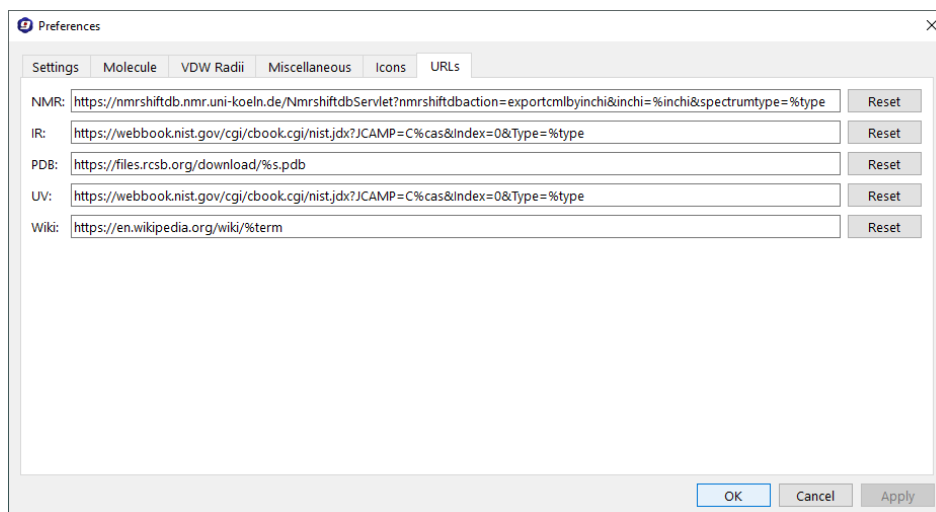 Preferences
Settings Molecule VDW Radii Miscellaneous Icons URLs
NMR: https://nmrshiftdb.nmr.uni-koeln.de/NmrshiftdbServlet?nmrshiftdbaction=exportcmlbyinchi&inchi=%inchi&spectrumtype=%type Reset
IR: https://webbook.nist.gov/cgi/cbook.cgi/nist.jdx?JCAMP=C%cas&Index=0&Type=%type Reset
PDB: https://files.rcsb.org/download/%s.pdb Reset
UV: https://webbook.nist.gov/cgi/cbook.cgi/nist.jdx?JCAMP=C%cas&Index=0&Type=%type Reset
Wiki: https://en.wikipedia.org/wiki/%term Reset
OK Cancel Apply